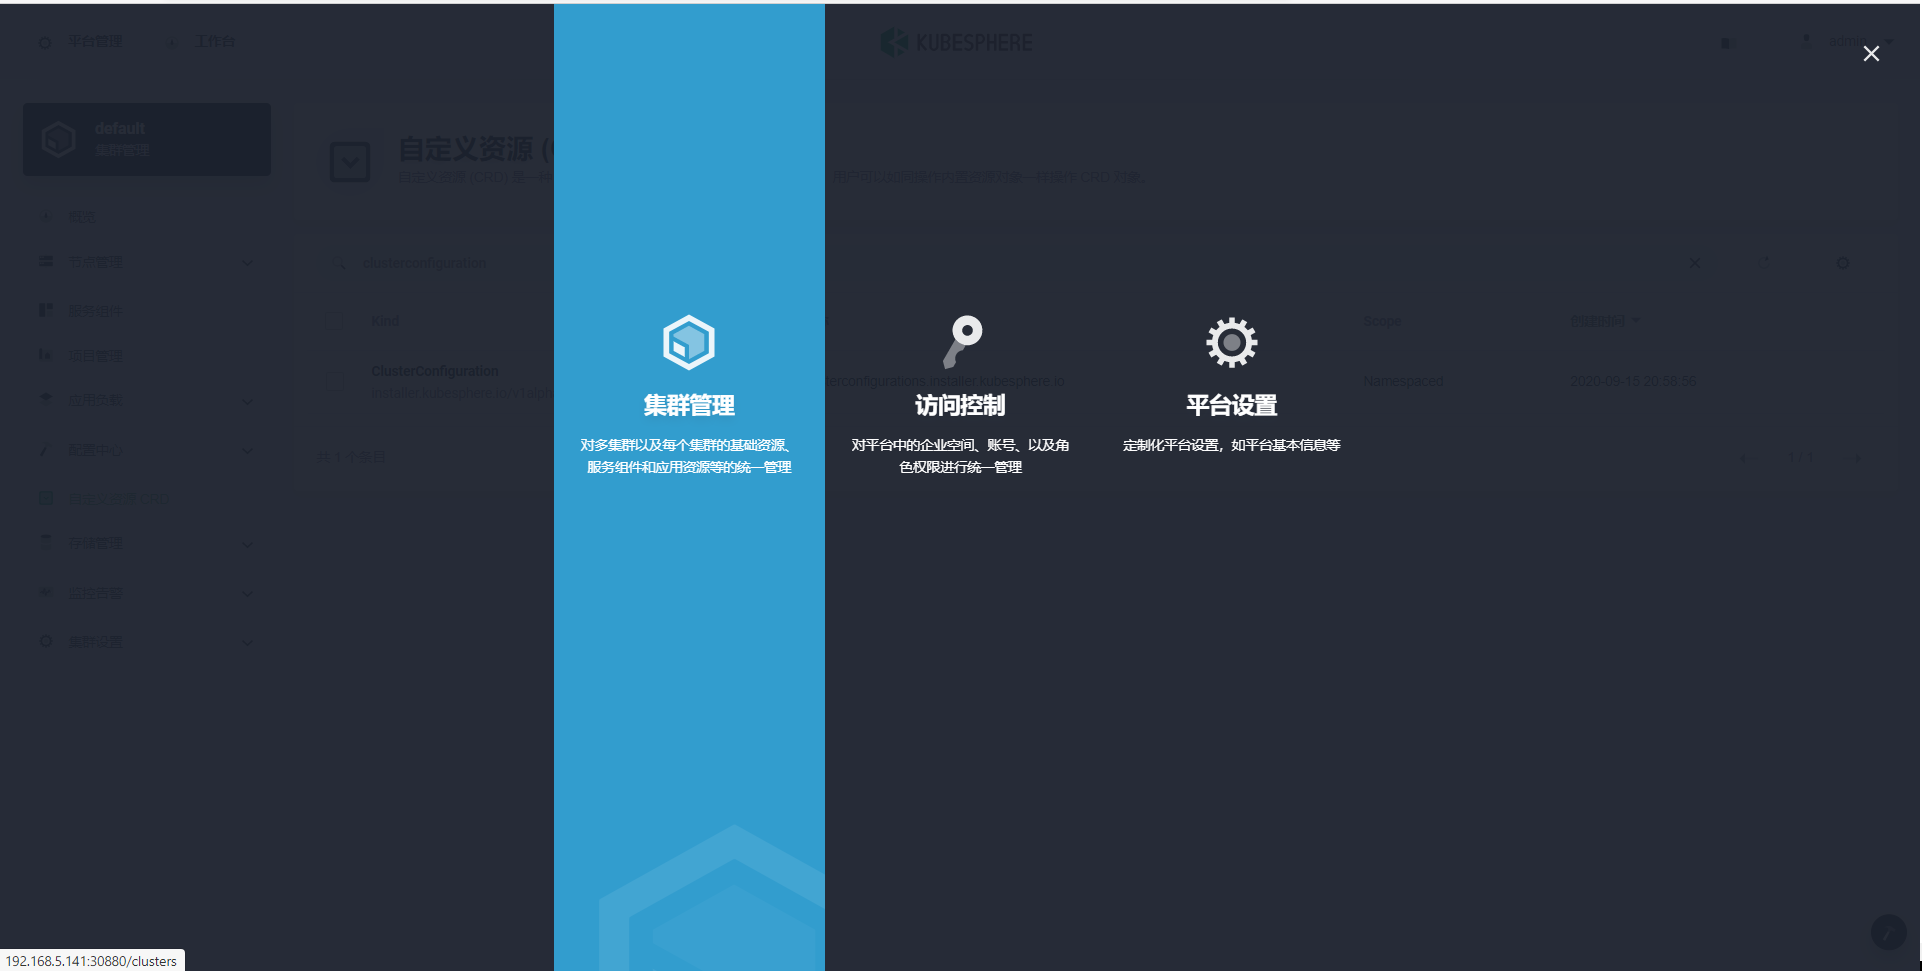 平台管理
工作台
KUBESPHERE
admin
default
集群管理
自定义资源 (
自定义资源 (CRD) 是一种
用户可以如同操作内置资源对象一样操作 CRD 对象。
概览
节点管理
clusterconfiguration
服务组件
Kind
Scope
创建时间
项目管理
ClusterConfiguration
installer.kubesphere.io/v1alph
terconfigurations.installer.kubesphere.io
Namespaced
2020-09-15 20:56:56
应用负载
集群管理
访问控制
平台设置
对多集群以及每个集群的基础资源、
服务组件和应用资源等的统一管理
对平台中的企业空间、账号、以及角
色权限进行统一管理
定制化平台设置，如平台基本信息等
配置中心
共 1 个条目
1 / 1
自定义资源 CRD
存储管理
监控告警
集群设置
192.168.5.141:30880/clusters